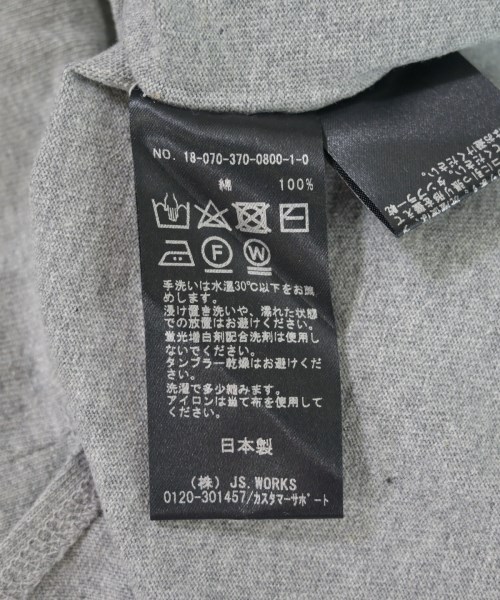 NO. 18-070-370-0800-1-0
綿 100%
F W
手洗いは水温30℃以下をお薦
めします。
浸け置き洗いや、濡れた状態
での放置はお避けください。
蛍光増白剤配合洗剤は使用し
ないでください。
タンブラー乾燥はお避けくだ
さい。
洗濯で多少縮みます。
アイロンは当て布を使用して
ください。
日本製
(株) JS.WORKS
0120-301457/カスタマーサポート